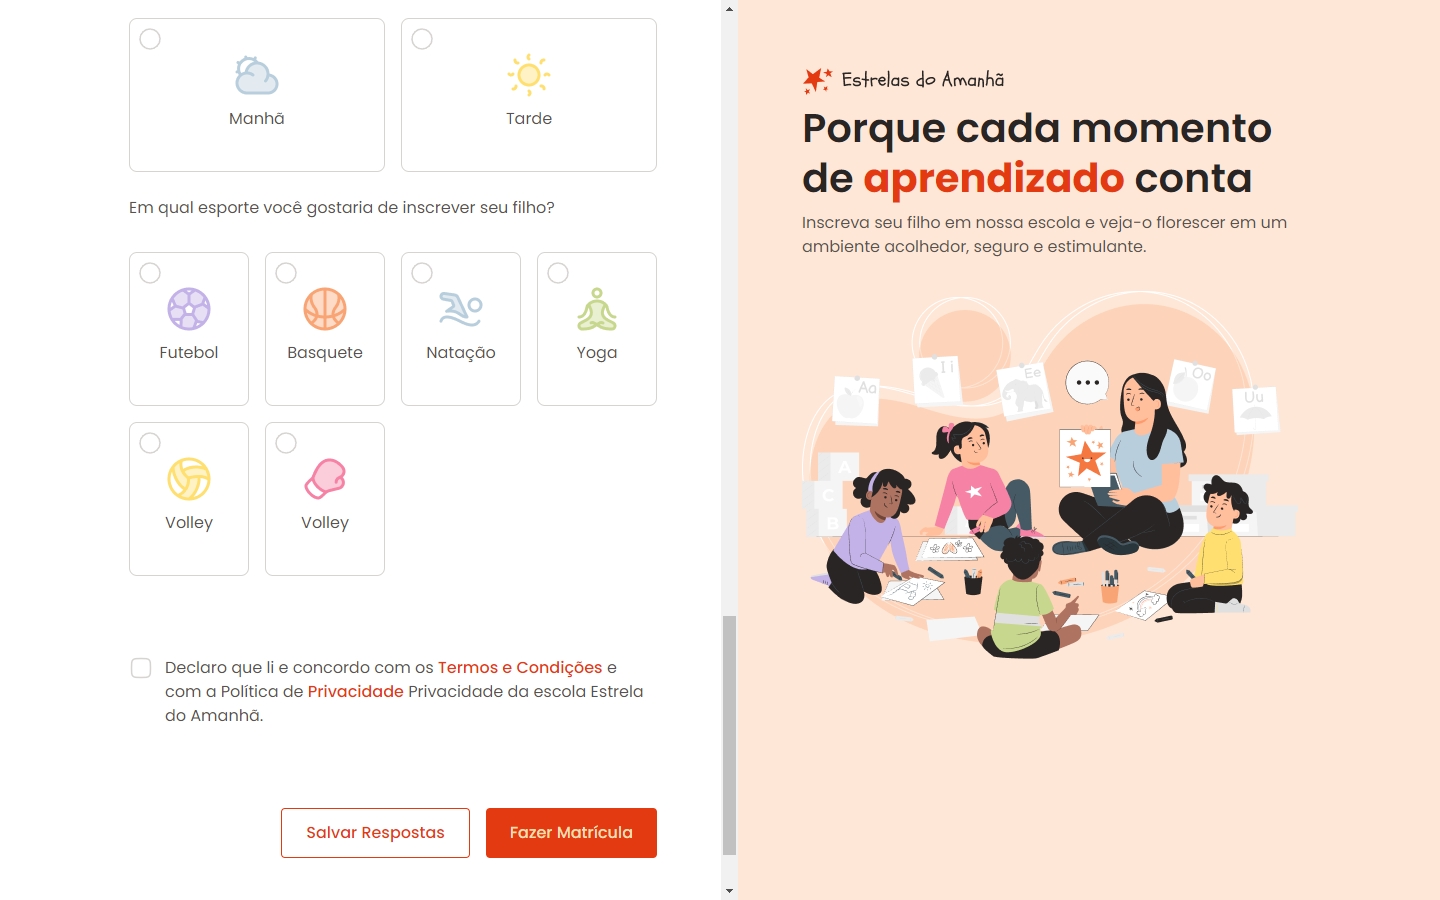 Manhã
Tarde
Em qual esporte você gostaria de inscrever seu filho?
Futebol
Basquete
Natação
Yoga
Volley
Volley
Declaro que li e concordo com os Termos e Condições e
com a Política de Privacidade Privacidade da escola Estrela
do Amanhã.
Salvar Respostas
Fazer Matrícula
Estrelas do Amanhã
Porque cada momento
de aprendizado conta
Inscreva seu filho em nossa escola e veja-o florescer em um
ambiente acolhedor, seguro e estimulante.
Aa
Ii
Ee
Oo
Uu
A
C
B